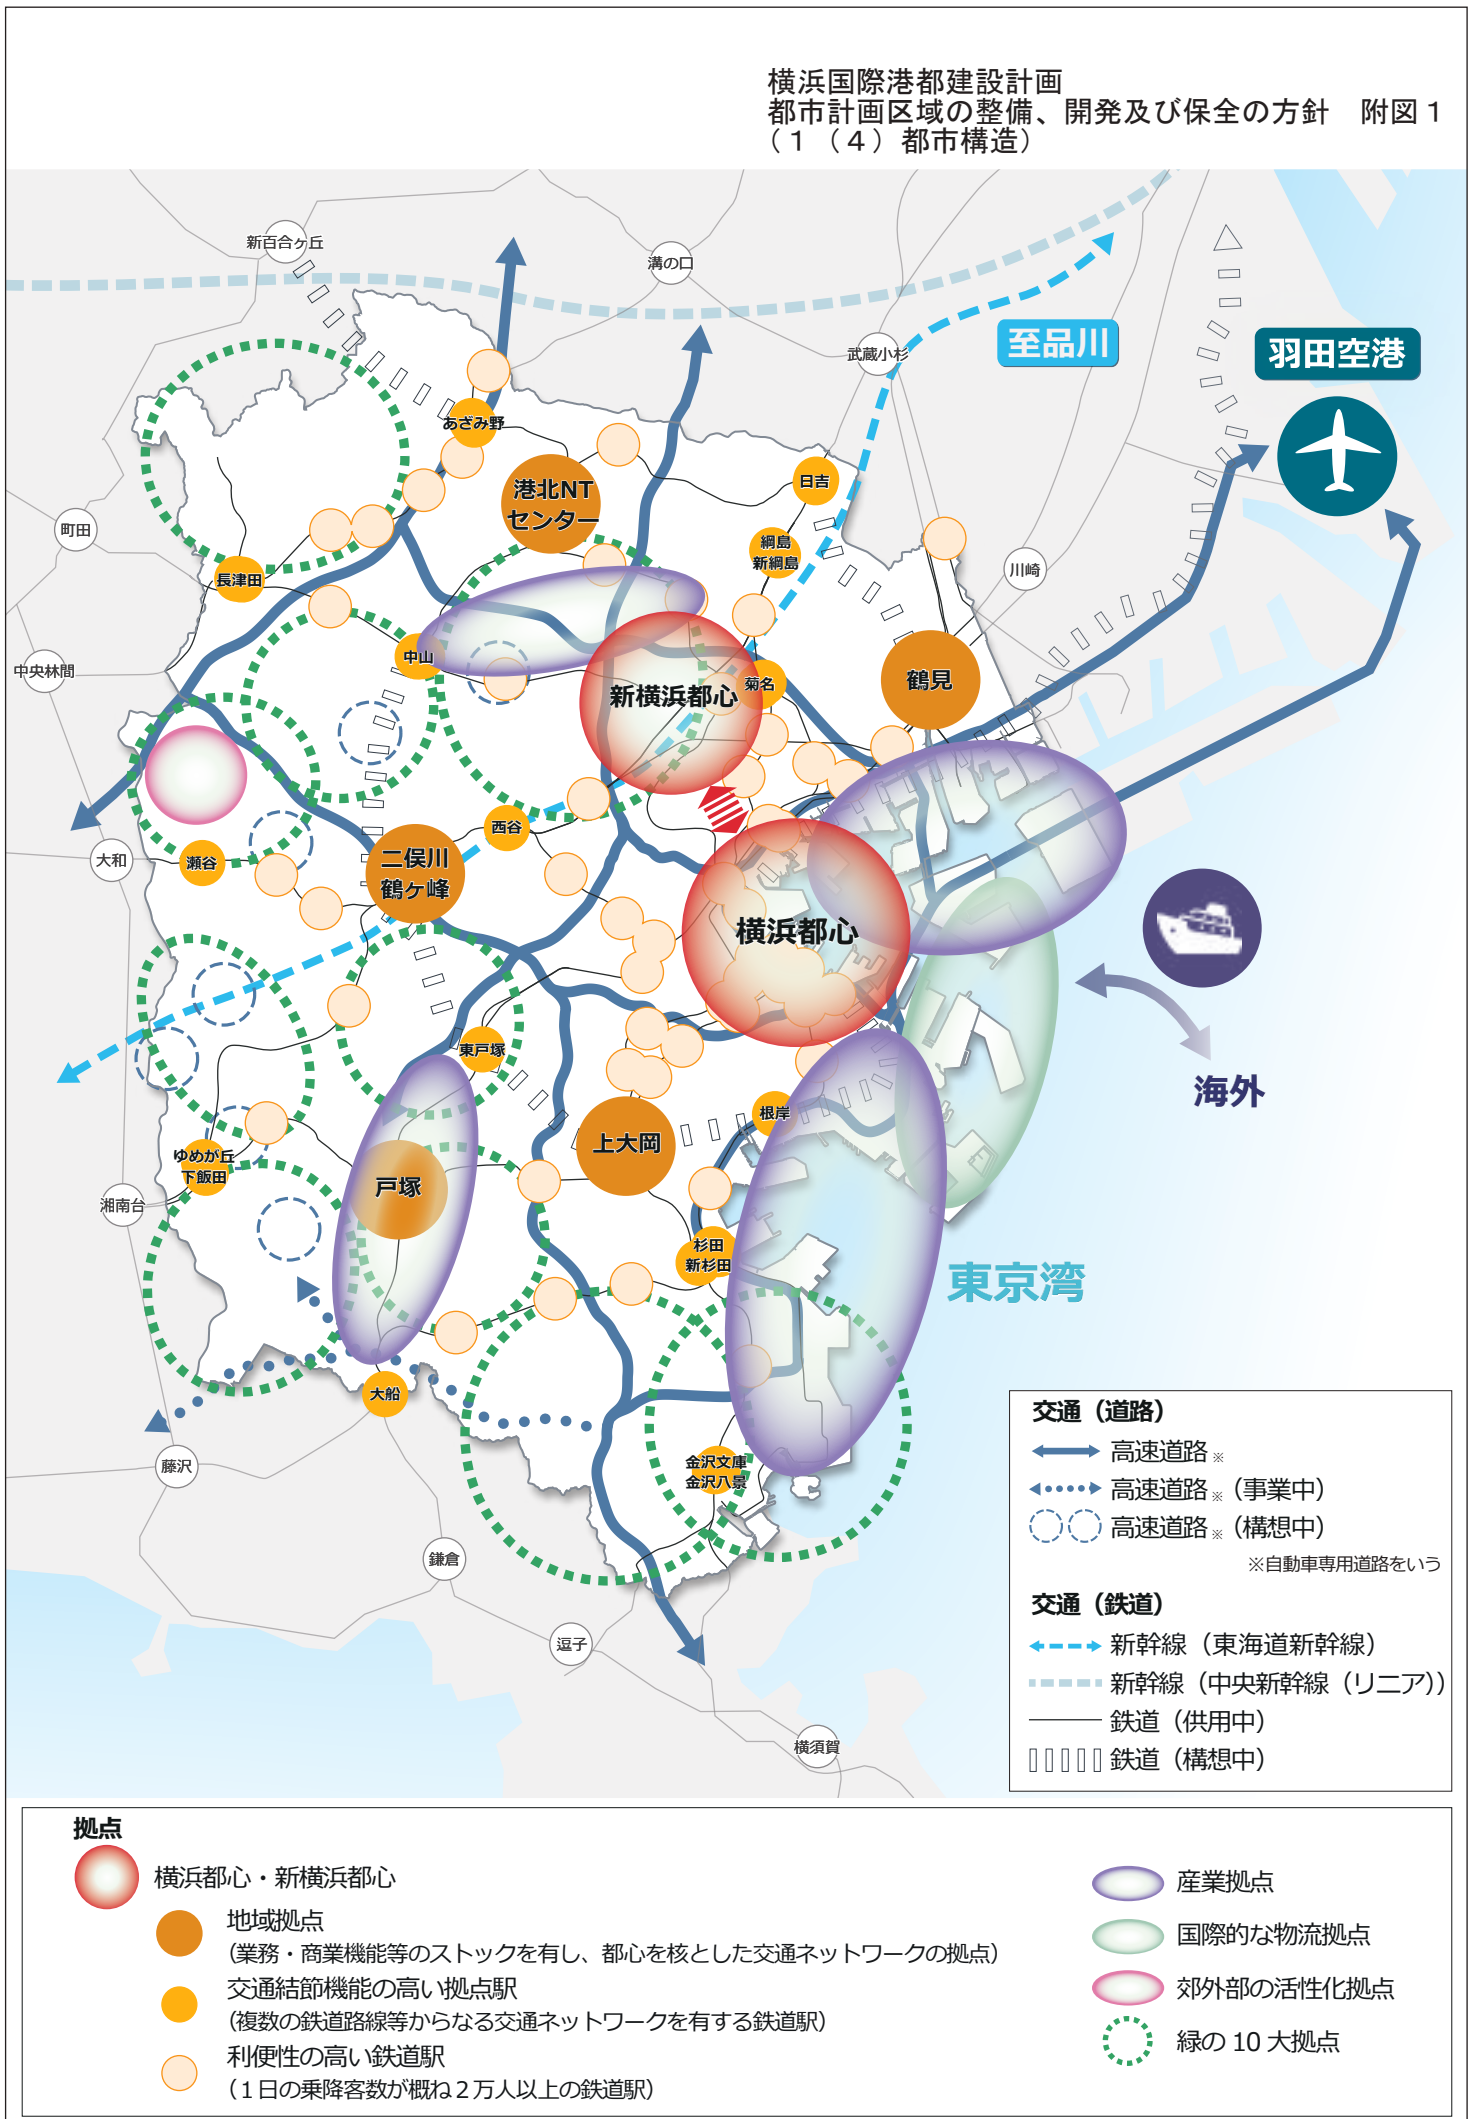 横浜国際港都建設計画
都市計画区域の整備、開発及び保全の方針　附図１
（１（４）都市構造）
新百合ヶ丘
溝の口
武蔵小杉
至品川
羽田空港
あざみ野
港北NT
センター
日吉
町田
綱島
新綱島
川崎
長津田
中山
中央林間
新横浜都心
菊名
鶴見
西谷
大和
瀬谷
二俣川
鶴ヶ峰
横浜都心
東戸塚
海外
根岸
上大岡
ゆめが丘
下飯田
戸塚
湘南台
杉田
新杉田
東京湾
大船
藤沢
金沢文庫
金沢八景
鎌倉
逗子
横須賀
交通（道路）
高速道路※
高速道路※（事業中）
高速道路※（構想中）
※自動車専用道路をいう
交通（鉄道）
新幹線（東海道新幹線）
新幹線（中央新幹線（リニア））
鉄道（供用中）
鉄道（構想中）
拠点
横浜都心・新横浜都心
地域拠点
（業務・商業機能等のストックを有し、都心を核とした交通ネットワークの拠点）
交通結節機能の高い拠点駅
（複数の鉄道路線等からなる交通ネットワークを有する鉄道駅）
利便性の高い鉄道駅
（１日の乗降客数が概ね２万人以上の鉄道駅）
産業拠点
国際的な物流拠点
郊外部の活性化拠点
緑の 10 大拠点